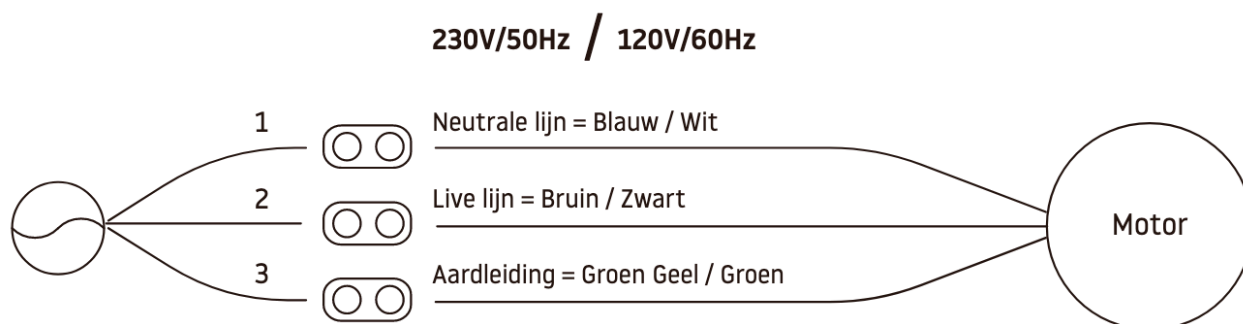 230V/50Hz / 120V/60Hz
1 Neutrale lijn = Blauw / Wit
2 Live lijn = Bruin / Zwart
Motor
3 Aardleiding = Groen Geel / Groen